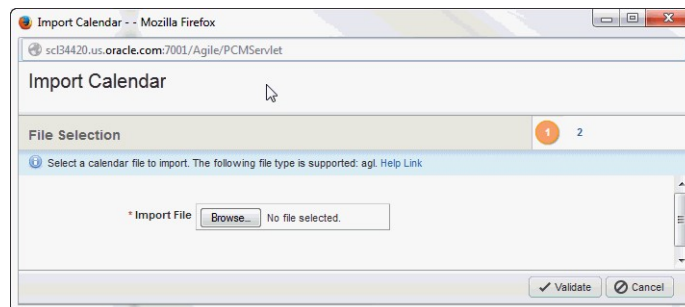 Import Calendar - - Mozilla Firefox
scl34420.us.oracle.com:7001/Agile/PCMServlet
Import Calendar
File Selection
1 2
Select a calendar file to import. The following file type is supported: agl. Help Link
* Import File Browse... No file selected.
Validate Cancel